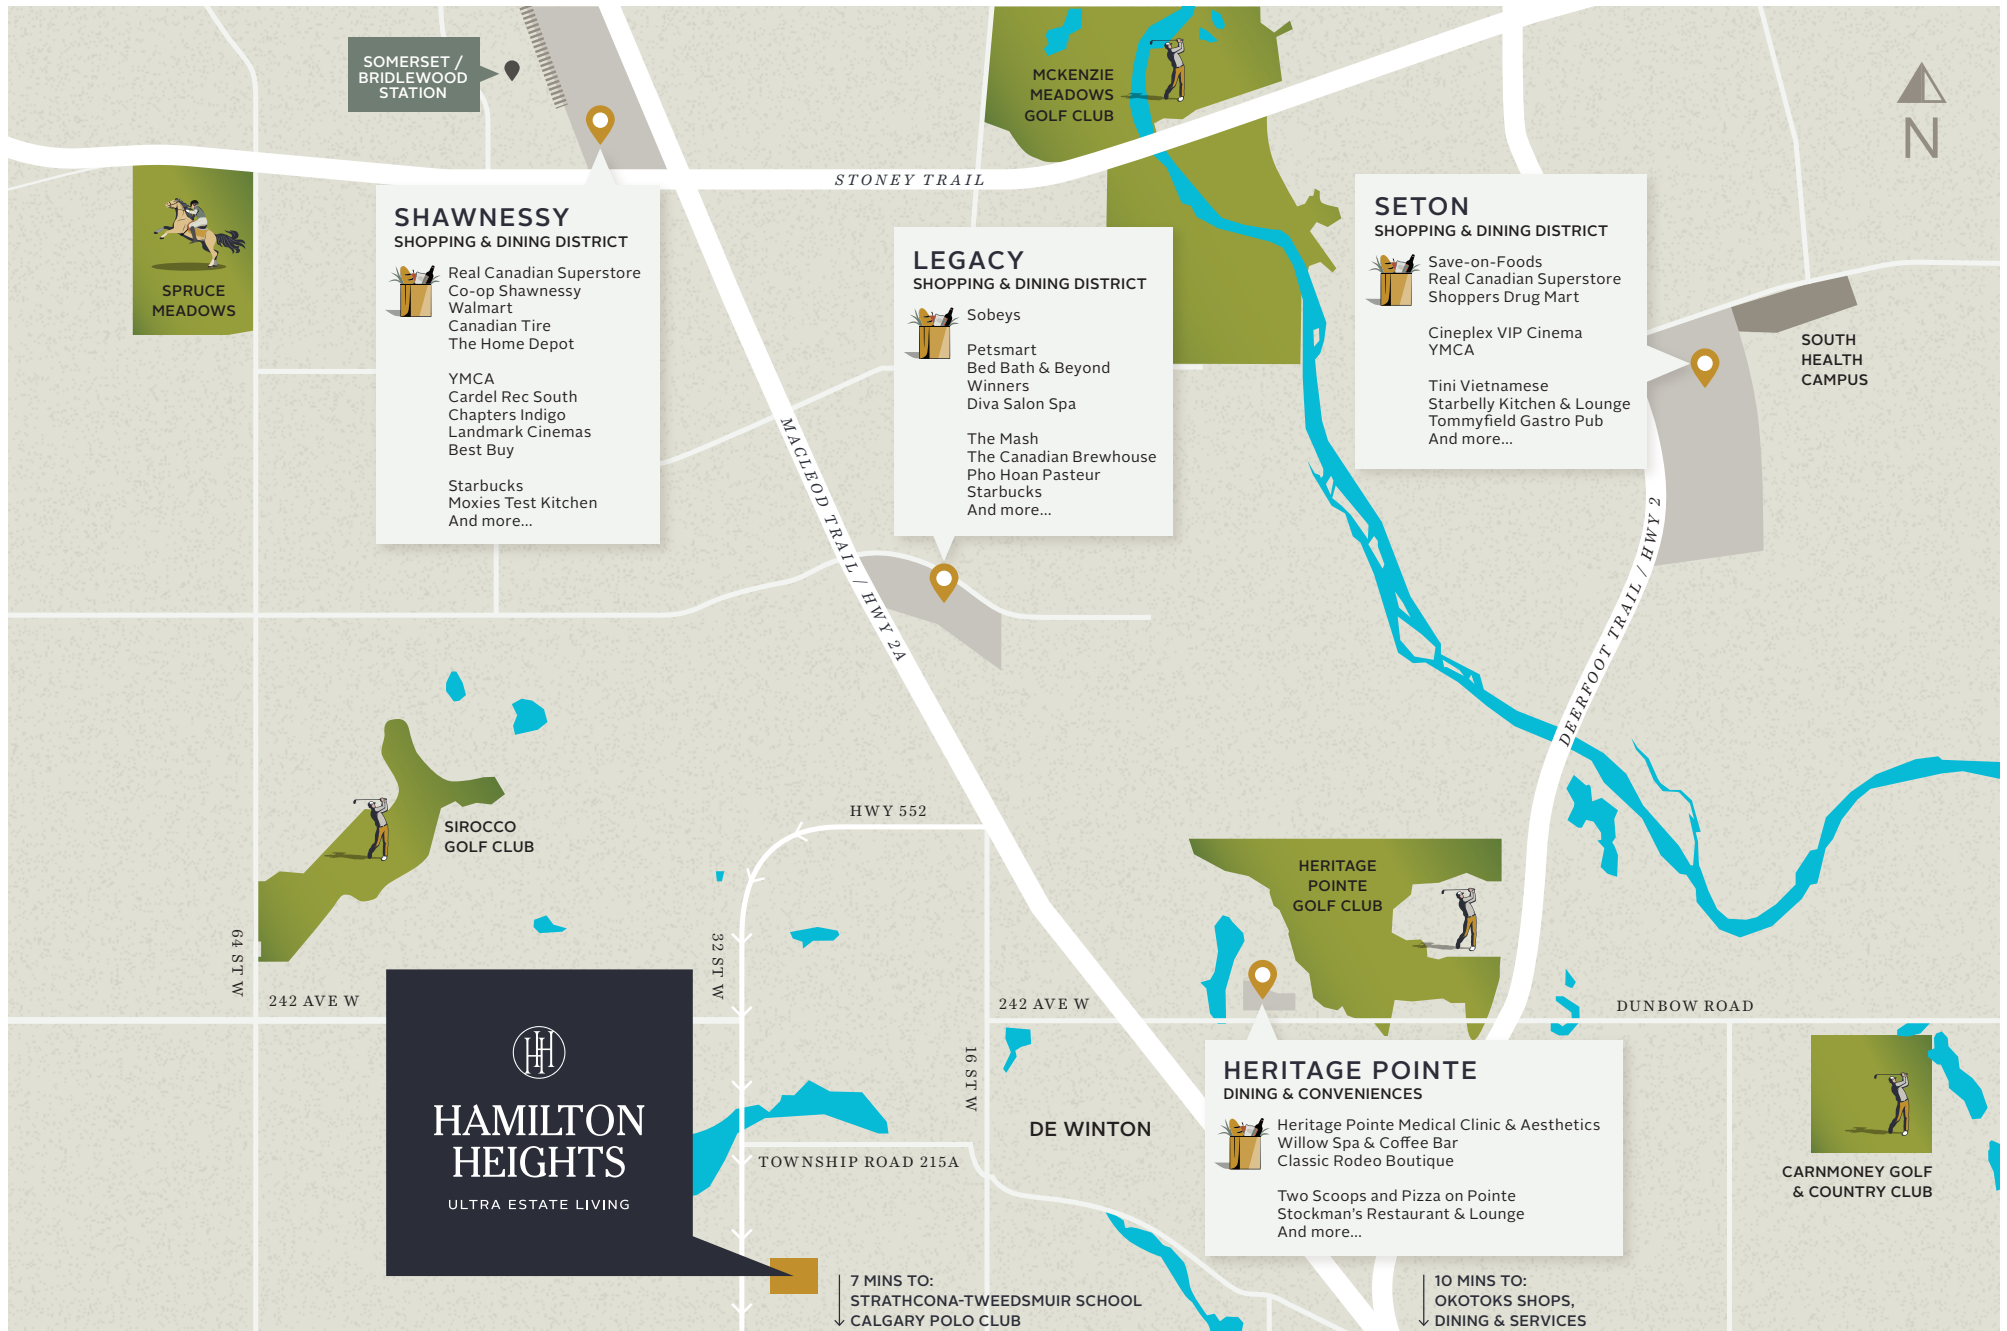 SOMERSET /
BRIDLEWOOD
STATION
MCKENZIE
MEADOWS
GOLF CLUB
N
STONEY TRAIL
SPRUCE
MEADOWS
SHAWNESSY
SHOPPING & DINING DISTRICT
Real Canadian Superstore
Co-op Shawnessy
Walmart
Canadian Tire
The Home Depot
YMCA
Cardel Rec South
Chapters Indigo
Landmark Cinemas
Best Buy
Starbucks
Moxies Test Kitchen
And more...
LEGACY
SHOPPING & DINING DISTRICT
Sobeys
Petsmart
Bed Bath & Beyond
Winners
Diva Salon Spa
The Mash
The Canadian Brewhouse
Pho Hoan Pasteur
Starbucks
And more...
SETON
SHOPPING & DINING DISTRICT
Save-on-Foods
Real Canadian Superstore
Shoppers Drug Mart
Cineplex VIP Cinema
YMCA
Tini Vietnamese
Starbelly Kitchen & Lounge
Tommyfield Gastro Pub
And more...
SOUTH
HEALTH
CAMPUS
MACLEOD TRAIL / HWY 2A
DEERFOOT TRAIL / HWY 2
SIROCCO
GOLF CLUB
HWY 552
HERITAGE
POINTE
GOLF CLUB
64 ST W
32 ST W
242 AVE W
242 AVE W
DUNBOW ROAD
16 ST W
HH
HAMILTON
HEIGHTS
ULTRA ESTATE LIVING
TOWNSHIP ROAD 215A
DE WINTON
HERITAGE POINTE
DINING & CONVENIENCES
Heritage Pointe Medical Clinic & Aesthetics
Willow Spa & Coffee Bar
Classic Rodeo Boutique
Two Scoops and Pizza on Pointe
Stockman's Restaurant & Lounge
And more...
CARNMONEY GOLF
& COUNTRY CLUB
7 MINS TO:
STRATHCONA-TWEEDSMUIR SCHOOL
CALGARY POLO CLUB
10 MINS TO:
OKOTOKS SHOPS,
DINING & SERVICES